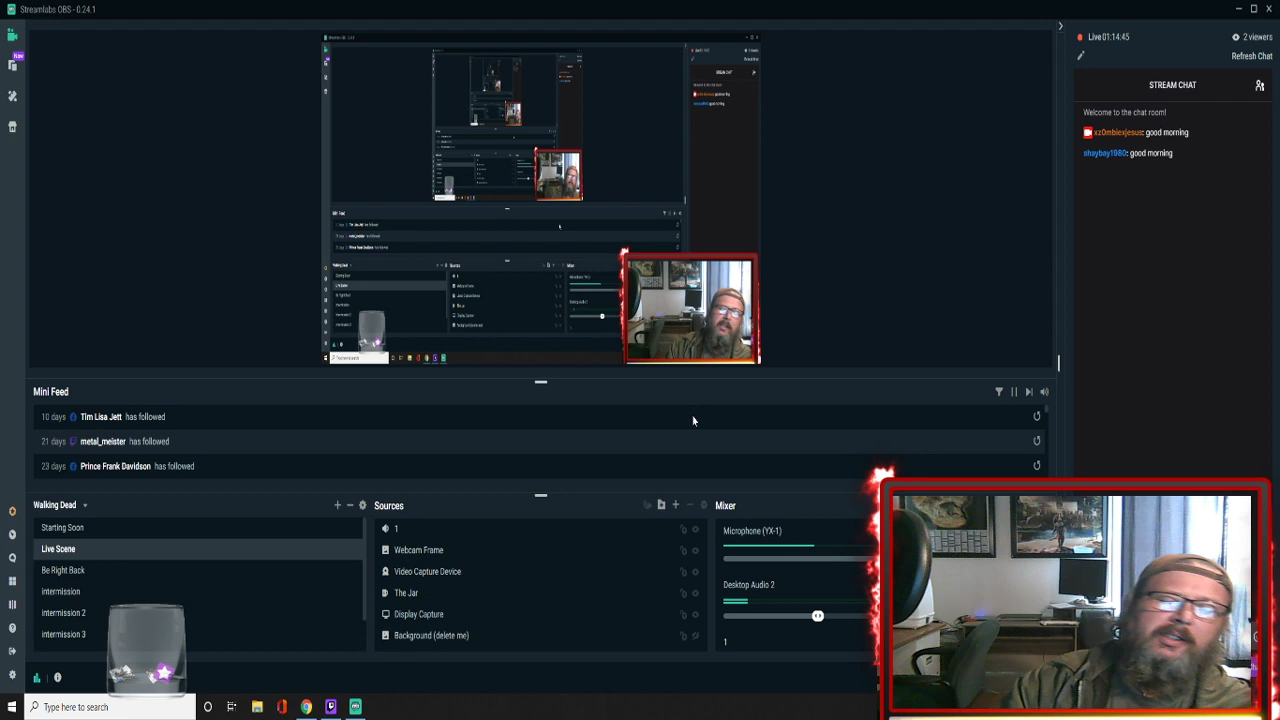 Streamlabs OBS - 0.24.1
New
Live 01:14:45
2 viewers
Refresh Chat
STREAM CHAT
Welcome to the chat room!
xz0mbiexjesus: good morning
shaybay1980: good morning
Mini Feed
10 days Tim Lisa Jett has followed
21 days metal_meister has followed
23 days Prince Frank Davidson has followed
Walking Dead
Starting Soon
Live Scene
Be Right Back
intermission
intermission 2
intermission 3
Sources
1
Webcam Frame
Video Capture Device
The Jar
Display Capture
Background (delete me)
Mixer
Microphone (YX-1)
Desktop Audio 2
1
Type here to search